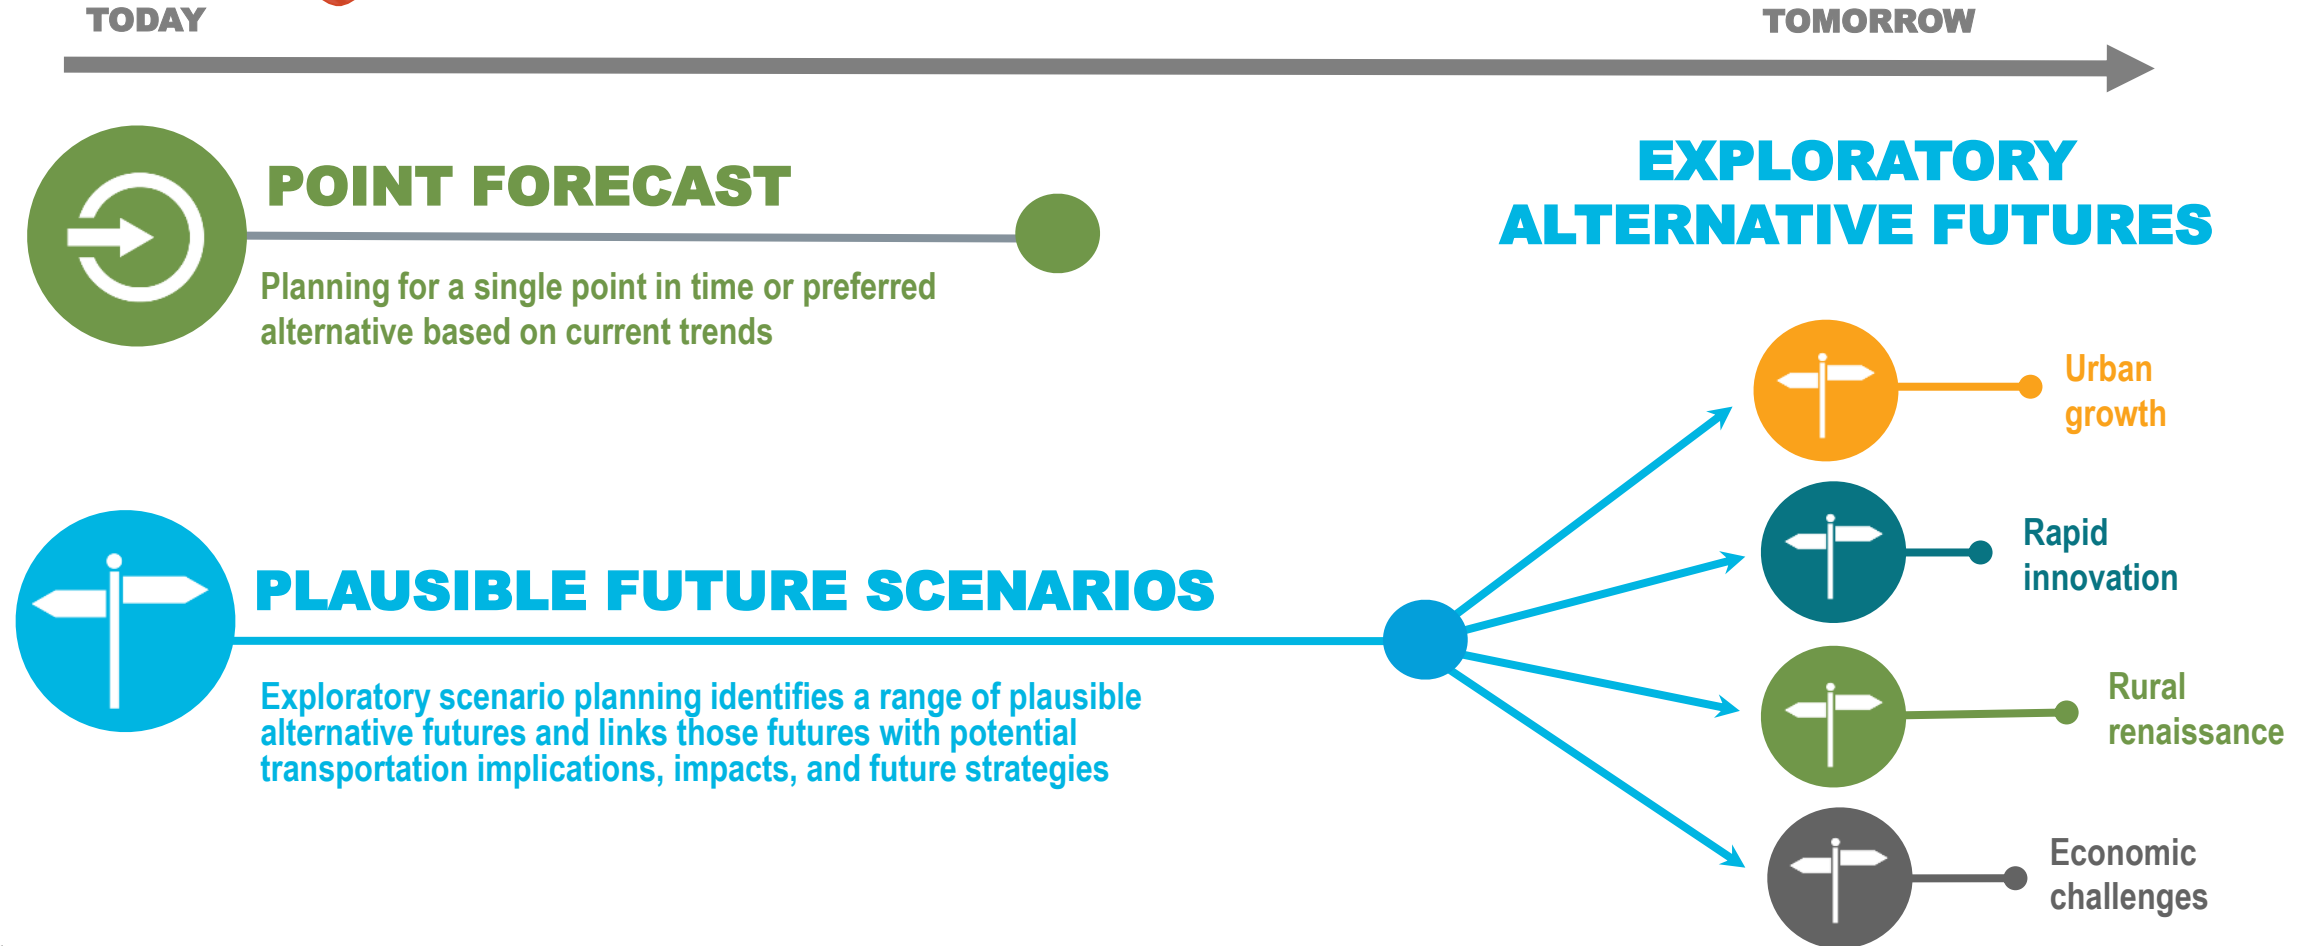 TODAY
TOMORROW
POINT FORECAST
Planning for a single point in time or preferred
alternative based on current trends
EXPLORATORY
ALTERNATIVE FUTURES
PLAUSIBLE FUTURE SCENARIOS
Exploratory scenario planning identifies a range of plausible
alternative futures and links those futures with potential
transportation implications, impacts, and future strategies
Urban
growth
Rapid
innovation
Rural
renaissance
Economic
challenges